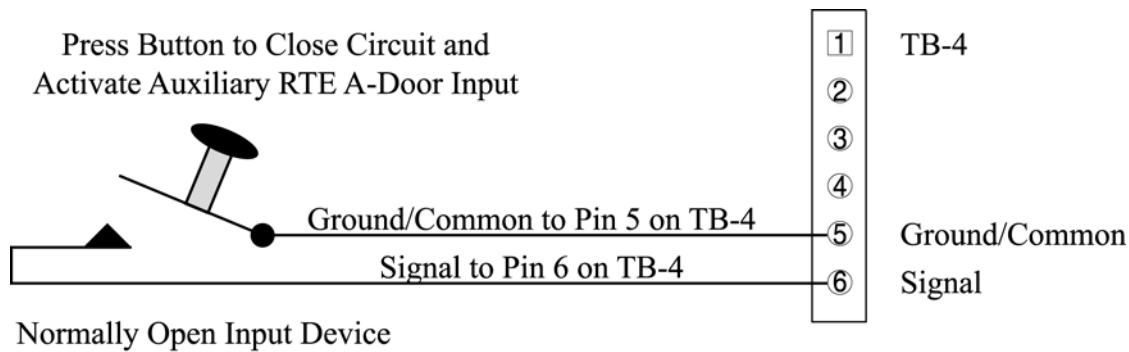 Press Button to Close Circuit and
Activate Auxiliary RTE A-Door Input
1
TB-4
2
3
4
Ground/Common to Pin 5 on TB-4
5
Ground/Common
Signal to Pin 6 on TB-4
6
Signal
Normally Open Input Device